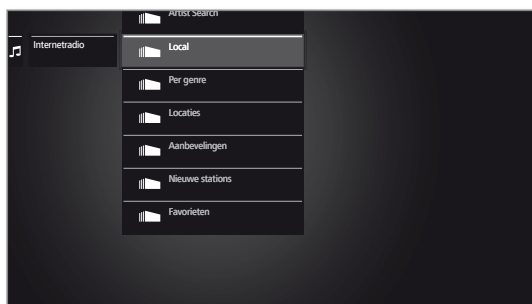 Artist Search
Internetradio
Local
Per genre
Locaties
Aanbevelingen
Nieuwe stations
Favorieten